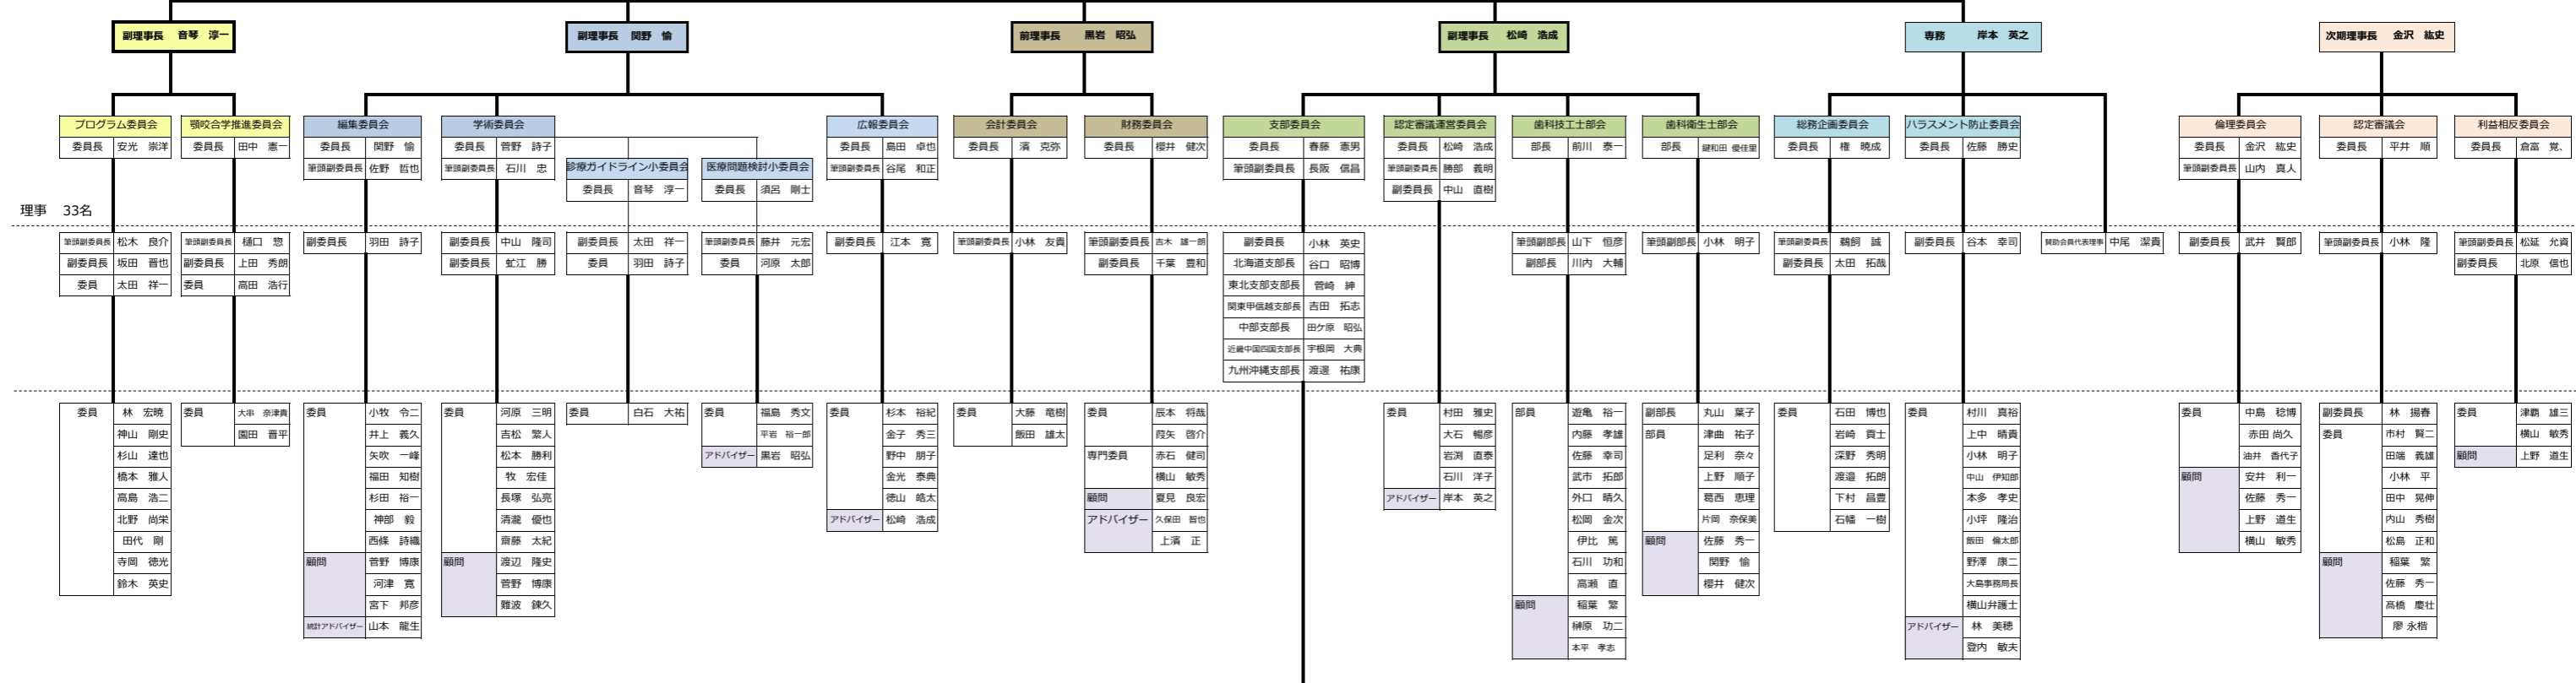 副理事長　音琴　淳一
副理事長　関野　愉
前理事長　黒岩　昭弘
副理事長　松崎　浩成
専務　岸本　英之
次期理事長　金沢　紘史
プログラム委員会
委員長　安光　崇洋
顎咬合学推進委員会
委員長　田中　憲一
編集委員会
委員長　関野　愉
筆頭副委員長　佐野　哲也
学術委員会
委員長　菅野　詩子
筆頭副委員長　石川　忠
診療ガイドライン小委員会
委員長　音琴　淳一
医療問題検討小委員会
委員長　須呂　剛士
広報委員会
委員長　島田　卓也
筆頭副委員長　谷尾　和正
会計委員会
委員長　濱　克弥
財務委員会
委員長　櫻井　健次
支部委員会
委員長　春藤　憲男
筆頭副委員長　長阪　信昌
認定審議運営委員会
委員長　松崎　浩成
筆頭副委員長　勝部　義明
副委員長　中山　直樹
歯科技工士部会
部長　前川　泰一
歯科衛生士部会
部長　鍵和田　優佳里
総務企画委員会
委員長　権　暁成
ハラスメント防止委員会
委員長　佐藤　勝史
倫理委員会
委員長　金沢　紘史
筆頭副委員長　山内　真人
認定審議会
委員長　平井　順
利益相反委員会
委員長　倉富　覚、
理事　33名
筆頭副委員長　松木　良介
副委員長　坂田　晋也
委員　太田　祥一
筆頭副委員長　樋口　惣
副委員長　上田　秀朗
委員　高田　浩行
副委員長　羽田　詩子
副委員長　中山　隆司
副委員長　虻江　勝
副委員長　太田　祥一
委員　羽田　詩子
筆頭副委員長　藤井　元宏
委員　河原　太郎
副委員長　江本　寛
筆頭副委員長　小林　友貴
筆頭副委員長　吉木　雄一朗
副委員長　千葉　豊和
副委員長　小林　英史
北海道支部長　谷口　昭博
東北支部支部長　菅崎　紳
関東甲信越支部長　吉田　拓志
中部支部長　田ケ原　昭弘
近畿中国四国支部長　宇根岡　大典
九州沖縄支部長　渡邊　祐康
筆頭副部長　山下　恒彦
副部長　川内　大輔
筆頭副部長　小林　明子
筆頭副委員長　鵜飼　誠
副委員長　太田　拓哉
副委員長　谷本　幸司
賛助会員代表理事　中尾　潔貴
副委員長　武井　賢郎
筆頭副委員長　小林　隆
筆頭副委員長　松延　允資
副委員長　北原　信也
委員　林　宏暁
神山　剛史
杉山　達也
橋本　雅人
高島　浩二
北野　尚栄
田代　剛
寺岡　徳光
鈴木　英史
委員　大串　奈津貴
園田　晋平
委員　小牧　令二
井上　義久
矢吹　一峰
福田　知樹
杉田　裕一
神部　毅
西條　詩織
顧問　菅野　博康
河津　寛
宮下　邦彦
統計アドバイザー　山本　龍生
委員　河原　三明
吉松　繁人
松本　勝利
牧　宏佳
長塚　弘亮
清瀧　優也
齋藤　太紀
顧問　渡辺　隆史
菅野　博康
難波　錬久
委員　白石　大祐
委員　福島　秀文
平岩　裕一郎
アドバイザー　黒岩　昭弘
委員　杉本　裕紀
金子　秀三
野中　朋子
金光　泰典
徳山　皓太
アドバイザー　松崎　浩成
委員　大藤　竜樹
飯田　雄太
委員　辰本　将哉
葭矢　啓介
専門委員　赤石　健司
横山　敏秀
顧問　夏見　良宏
アドバイザー　久保田　智也
上濱　正
委員　村田　雅史
大石　暢彦
岩渕　直泰
石川　洋子
アドバイザー　岸本　英之
部員　遊亀　裕一
内藤　孝雄
佐藤　幸司
武市　拓郎
外口　晴久
松岡　金次
伊比　篤
石川　功和
高瀬　直
顧問　稲葉　繁
榊原　功二
本平　孝志
副部長　丸山　葉子
部員　津曲　祐子
足利　奈々
上野　順子
葛西　恵理
片岡　奈保美
顧問　佐藤　秀一
関野　愉
櫻井　健次
委員　石田　博也
岩崎　貢士
深野　秀明
渡邉　拓朗
下村　昌豊
石幡　一樹
委員　村川　真裕
上中　晴貴
小林　明子
中山　伊知郎
本多　孝史
小坪　隆治
飯田　倫太郎
野澤　康二
大島事務局長
横山弁護士
アドバイザー　林　美穂
登内　敏夫
委員　中島　稔博
赤田 尚久
油井　香代子
顧問　安井　利一
佐藤　秀一
上野　道生
横山　敏秀
副委員長　林　揚春
委員　市村　賢二
田端　義雄
小林　平
田中　晃伸
内山　秀樹
松島　正和
顧問　稲葉　繁
佐藤　秀一
高橋　慶壮
廖 永楷
委員　津覇　雄三
横山　敏秀
顧問　上野　道生